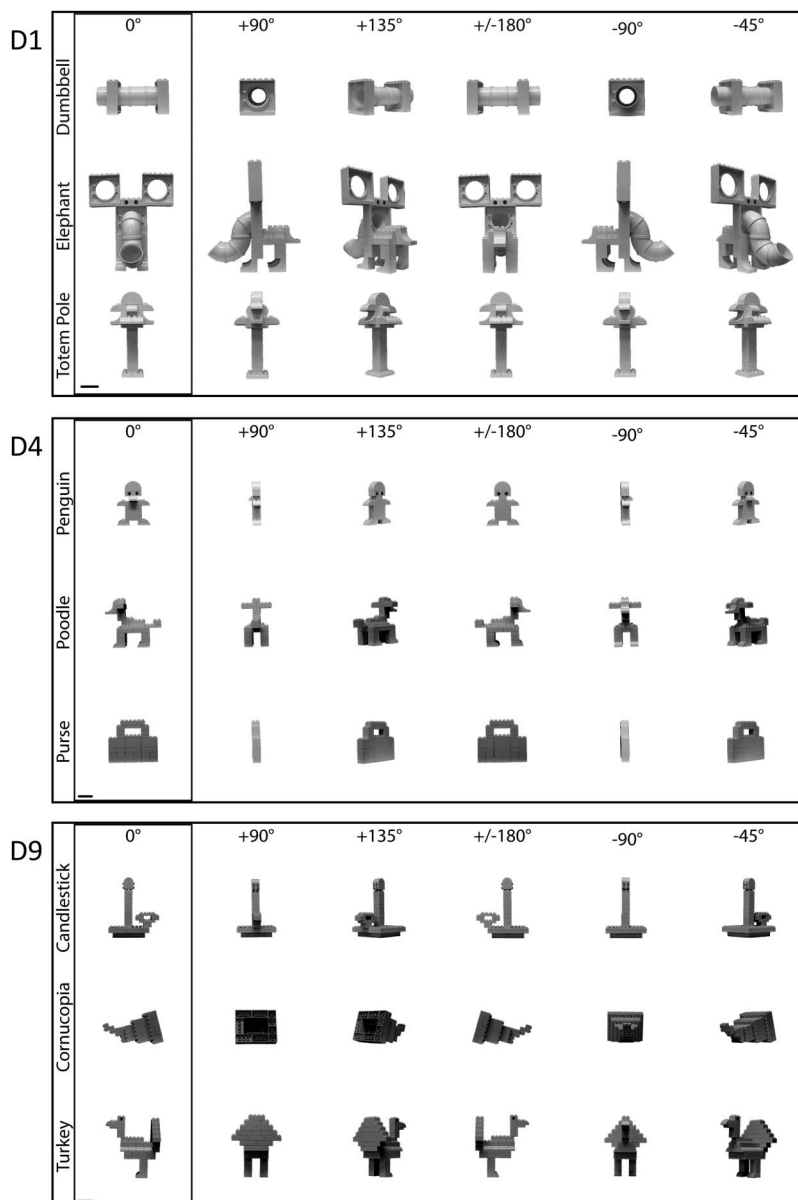 D1
0° +90° +135° +/-180° -90° -45°
Dumbbell
Elephant
Totem Pole
D4
0° +90° +135° +/-180° -90° -45°
Penguin
Poodle
Purse
D9
0° +90° +135° +/-180° -90° -45°
Candlestick
Cornucopia
Turkey